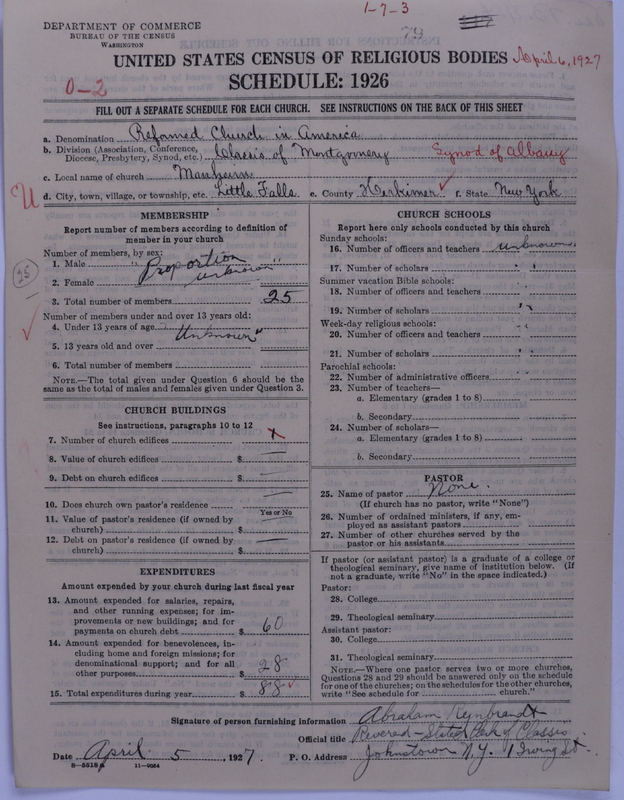 1-7-3
79
DEPARTMENT OF COMMERCE
BUREAU OF THE CENSUS
WASHINGTON
UNITED STATES CENSUS OF RELIGIOUS BODIES
April 6, 1927
SCHEDULE: 1926
0-2
FILL OUT A SEPARATE SCHEDULE FOR EACH CHURCH. SEE INSTRUCTIONS ON THE BACK OF THIS SHEET
a. Denomination Reformed Church in America
b. Division (Association, Conference, Diocese, Presbytery, Synod, etc.) Classis of Montgomery Synod of Albany
c. Local name of church Manheim
U
d. City, town, village, or township, etc. Little Falls e. County Herkimer f. State New York
MEMBERSHIP
Report number of members according to definition of
member in your church
Number of members, by sex:
1. Male " Proportion "
2. Female unknown
25
3. Total number of members 25
Number of members under and over 13 years old:
4. Under 13 years of age
5. 13 years old and over Unknown "
6. Total number of members
NOTE.—The total given under Question 6 should be the
same as the total of males and females given under Question 3.
CHURCH BUILDINGS
See instructions, paragraphs 10 to 12
7. Number of church edifices x
8. Value of church edifices $ —
9. Debt on church edifices $ —
10. Does church own pastor's residence —
Yes or No
11. Value of pastor's residence (if owned by
church) $ —
12. Debt on pastor's residence (if owned by
church) $ —
EXPENDITURES
Amount expended by your church during last fiscal year
13. Amount expended for salaries, repairs,
and other running expenses; for im-
provements or new buildings; and for
payments on church debt $ 60
14. Amount expended for benevolences, in-
cluding home and foreign missions; for
denominational support; and for all
other purposes $ 28
15. Total expenditures during year $ 88
CHURCH SCHOOLS
Report here only schools conducted by this church
Sunday schools:
16. Number of officers and teachers unknown
17. Number of scholars " "
Summer vacation Bible schools:
18. Number of officers and teachers " "
19. Number of scholars " "
Week-day religious schools:
20. Number of officers and teachers " "
21. Number of scholars " "
Parochial schools:
22. Number of administrative officers " "
23. Number of teachers—
a. Elementary (grades 1 to 8)
b. Secondary
24. Number of scholars—
a. Elementary (grades 1 to 8)
b. Secondary
PASTOR
25. Name of pastor None.
(If church has no pastor, write "None")
26. Number of ordained ministers, if any, em-
ployed as assistant pastors
27. Number of other churches served by the
pastor or his assistants
If pastor (or assistant pastor) is a graduate of a college or
theological seminary, give name of institution below. (If
not a graduate, write "No" in the space indicated.)
Pastor:
28. College
29. Theological seminary
Assistant pastor:
30. College
31. Theological seminary
NOTE.—Where one pastor serves two or more churches,
Questions 28 and 29 should be answered only on the schedule
for one of the churches; on the schedules for the other churches,
write "See schedule for church."
Signature of person furnishing information Abraham Rynbrandt
Official title Reverend - Stated Clerk of Classis
Date April 5, 1927. P. O. Address Johnstown N.Y. 1 Irving St.
8-5518a 11-9064